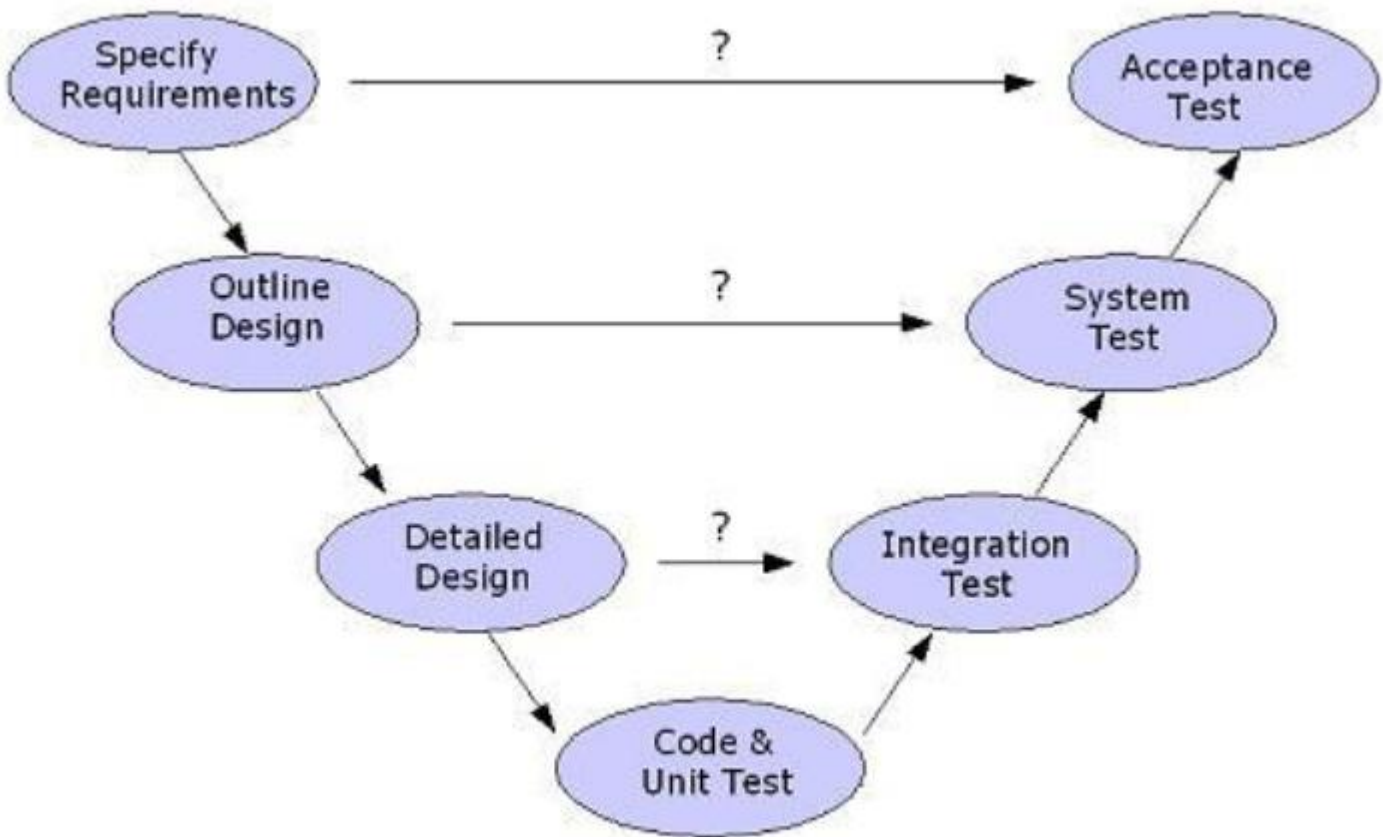 Specify
Requirements
?
Acceptance
Test
Outline
Design
?
System
Test
Detailed
Design
?
Integration
Test
Code &
Unit Test